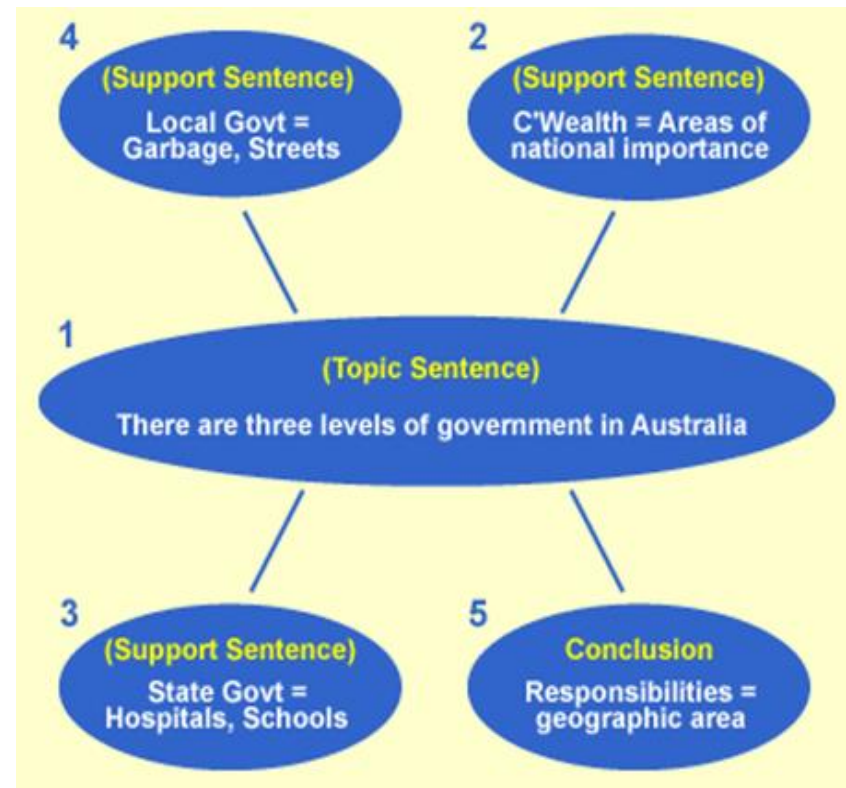 4
(Support Sentence)
Local Govt =
Garbage, Streets
2
(Support Sentence)
C'Wealth = Areas of
national importance
1
(Topic Sentence)
There are three levels of government in Australia
3
(Support Sentence)
State Govt =
Hospitals, Schools
5
Conclusion
Responsibilities =
geographic area